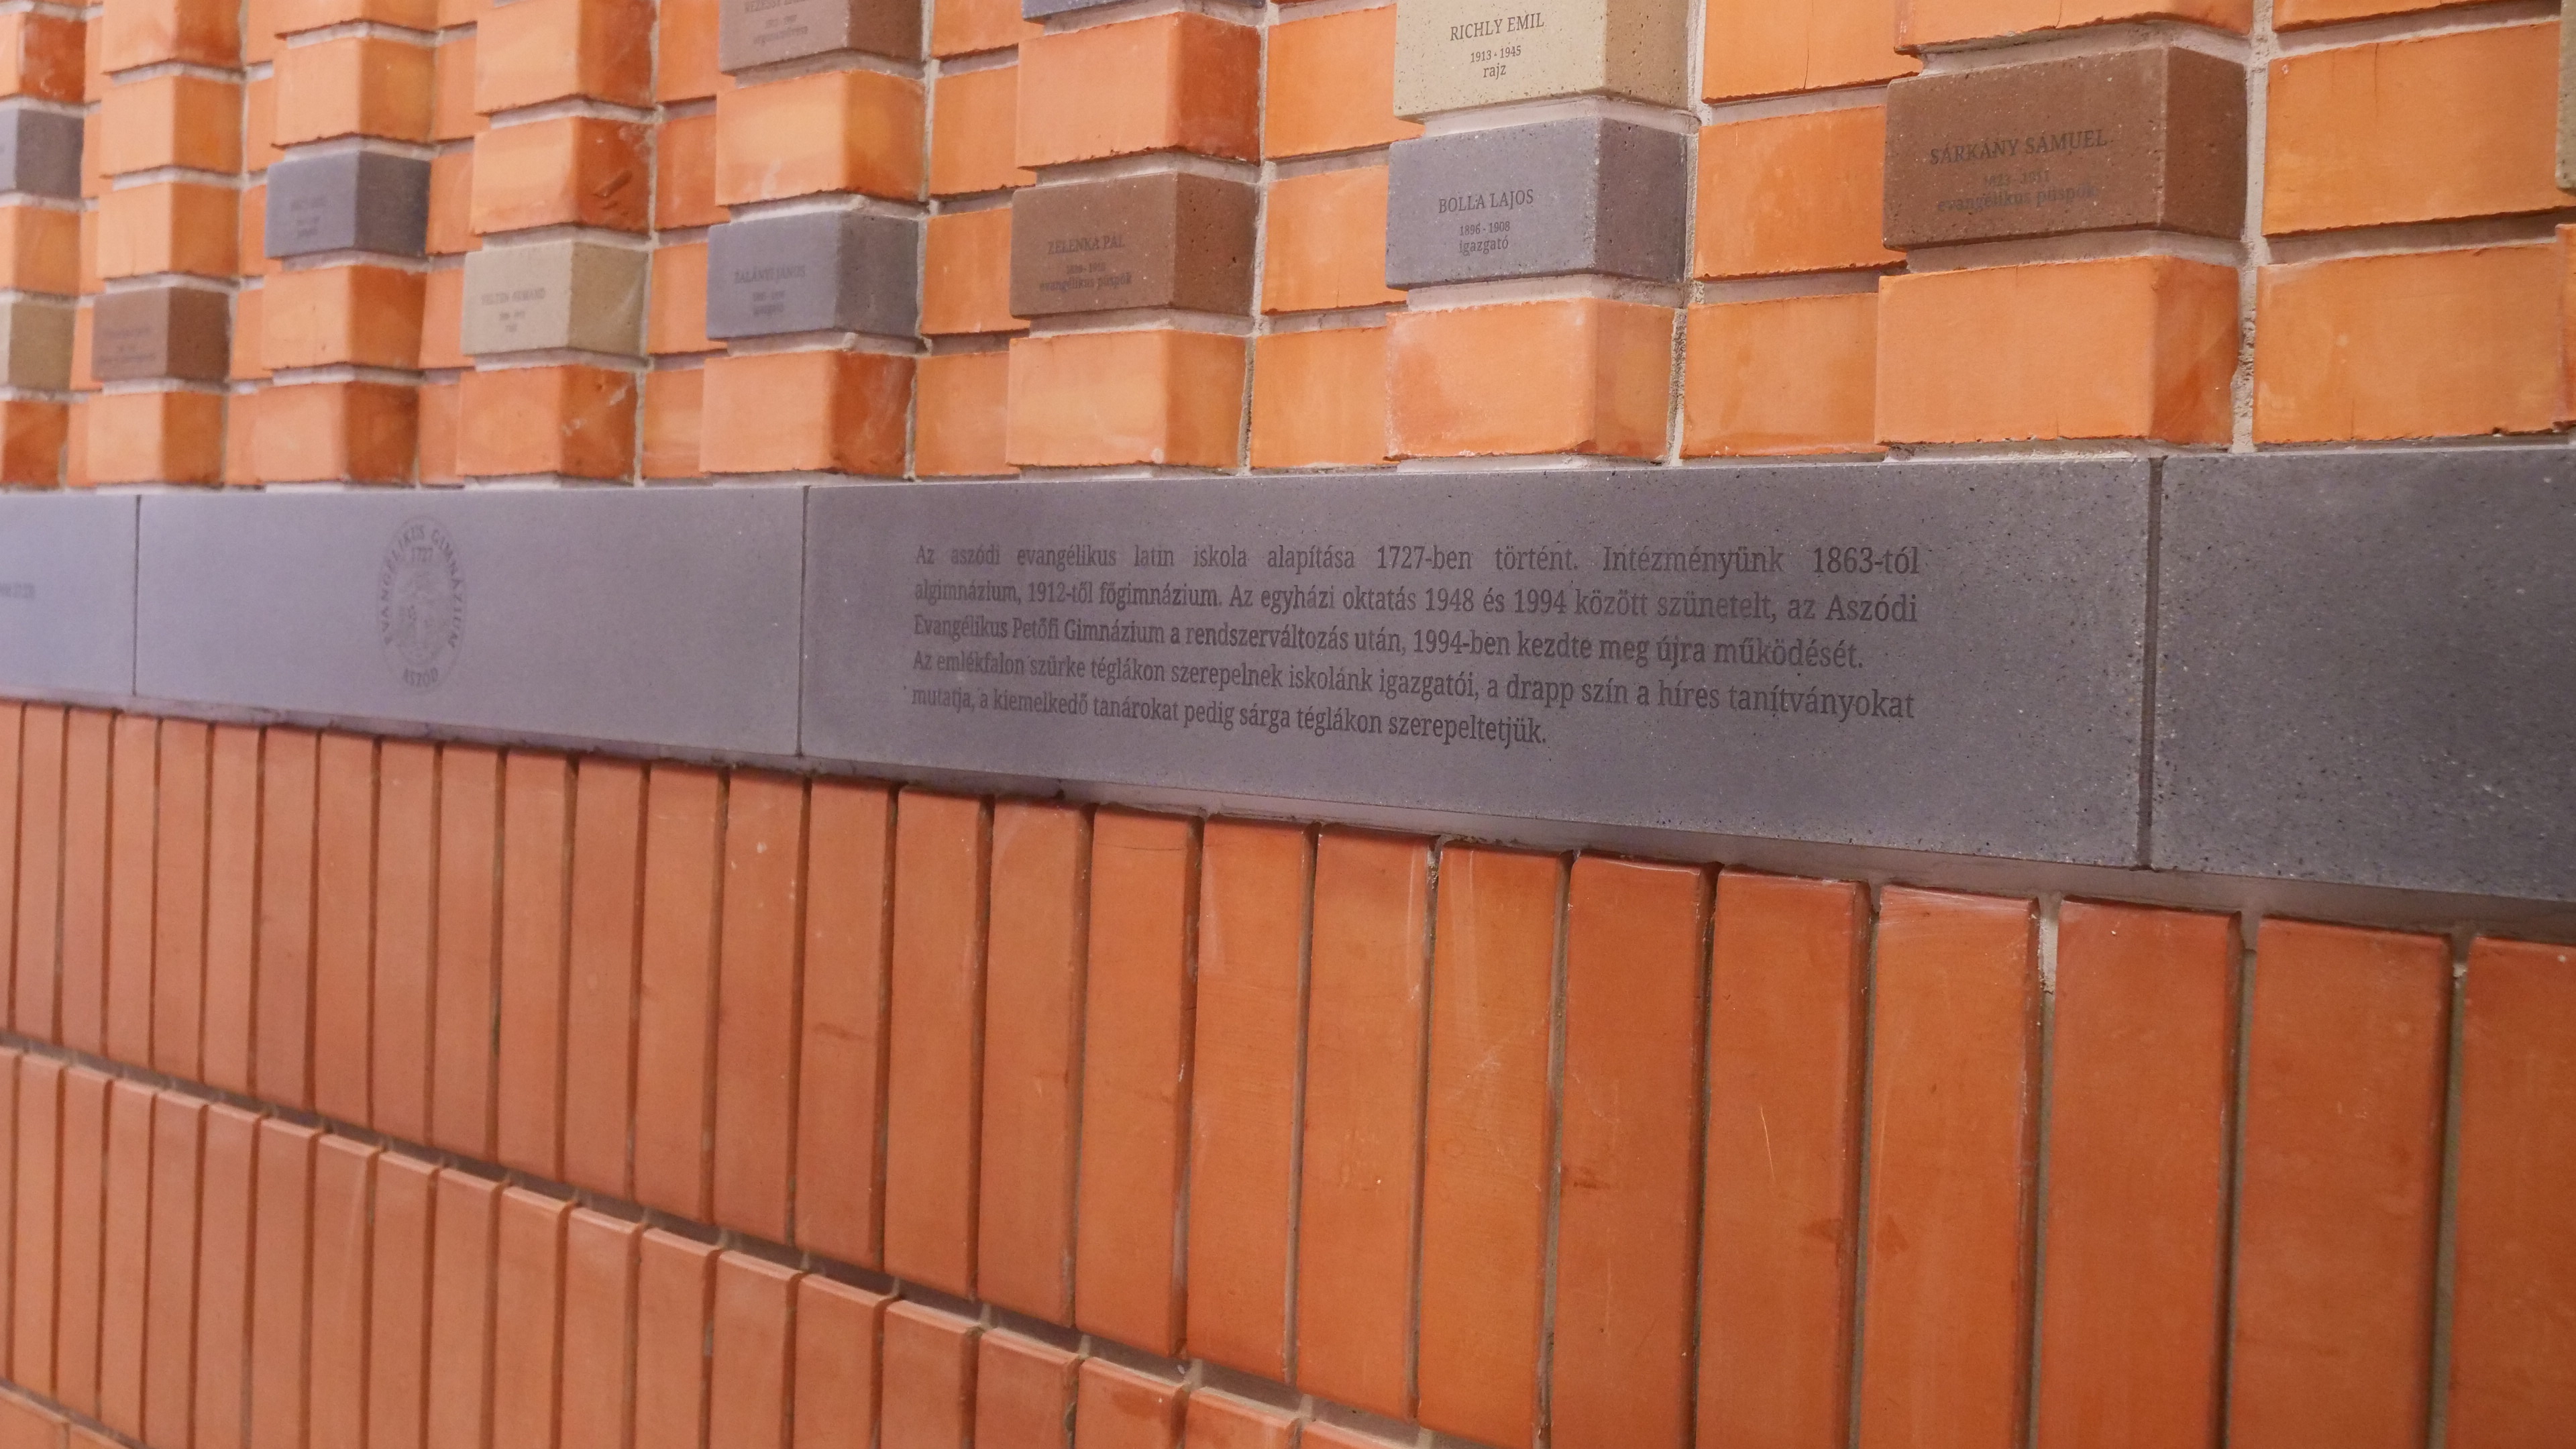 RICHLY EMIL
1913 - 1945
rajz
SÁRKÁNY SÁMUEL
evangélikus püspök
BOLLA LAJOS
1896 - 1908
igazgató
ZELENKA PÁL
evangélikus püspök
ZALÁNYI JÁNOS
EVANGÉLIKUS GIMNÁZIUM
1727
ASZÓD
Az aszódi evangélikus latin iskola alapítása 1727-ben történt. Intézményünk 1863-tól
algimnázium, 1912-től főgimnázium. Az egyházi oktatás 1948 és 1994 között szünetelt, az Aszódi
Evangélikus Petőfi Gimnázium a rendszerváltozás után, 1994-ben kezdte meg újra működését.
Az emlékfalon szürke téglákon szerepelnek iskolánk igazgatói, a drapp szín a híres tanítványokat
mutatja, a kiemelkedő tanárokat pedig sárga téglákon szerepeltetjük.